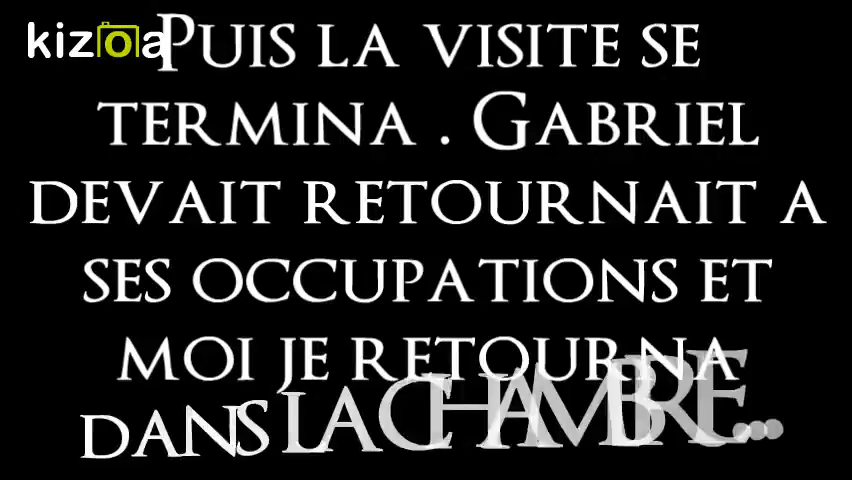 kizoa
Puis la visite se
termina . Gabriel
devait retournait a
ses occupations et
moi je retourna
dans la chambre...